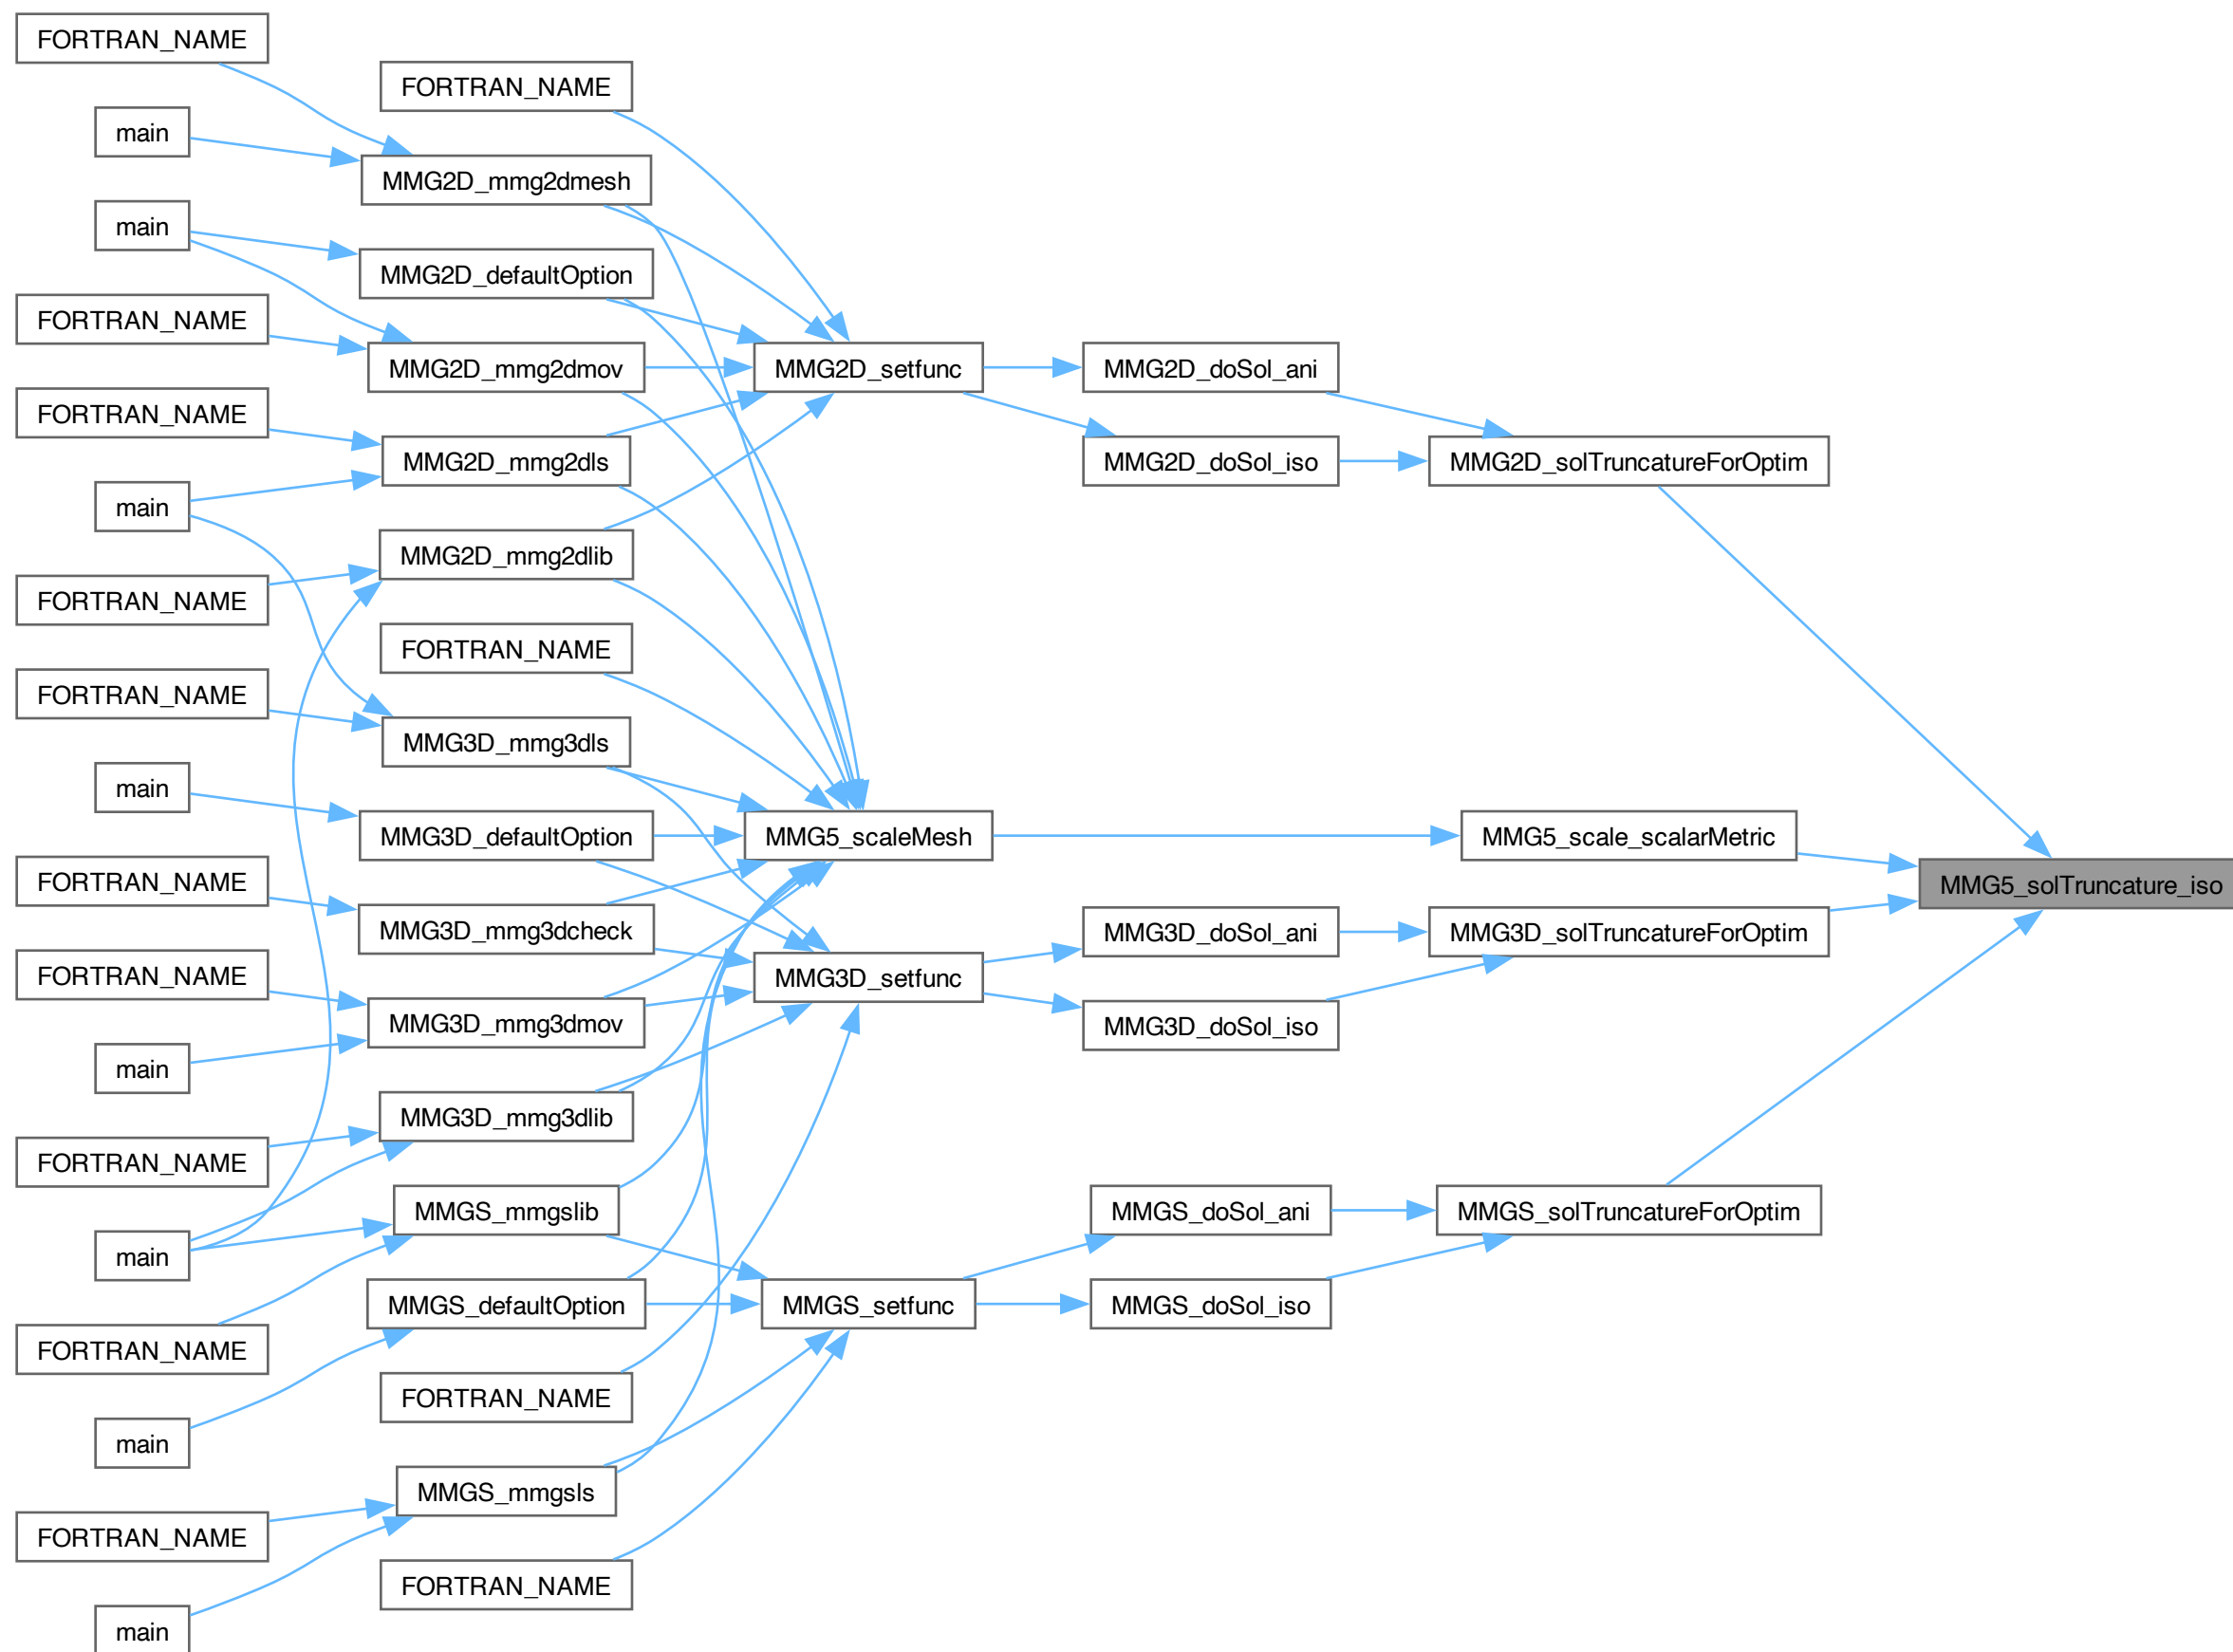 FORTRAN_NAME
main
main
FORTRAN_NAME
FORTRAN_NAME
main
FORTRAN_NAME
FORTRAN_NAME
main
FORTRAN_NAME
FORTRAN_NAME
main
FORTRAN_NAME
main
FORTRAN_NAME
main
FORTRAN_NAME
main
FORTRAN_NAME
MMG2D_mmg2dmesh
MMG2D_defaultOption
MMG2D_mmg2dmov
MMG2D_mmg2dls
MMG2D_mmg2dlib
FORTRAN_NAME
MMG3D_mmg3dls
MMG3D_defaultOption
MMG3D_mmg3dcheck
MMG3D_mmg3dmov
MMG3D_mmg3dlib
MMGS_mmgslib
MMGS_defaultOption
FORTRAN_NAME
MMGS_mmgsls
FORTRAN_NAME
MMG2D_setfunc
MMG5_scaleMesh
MMG3D_setfunc
MMGS_setfunc
MMG2D_doSol_ani
MMG2D_doSol_iso
MMG3D_doSol_ani
MMG3D_doSol_iso
MMGS_doSol_ani
MMGS_doSol_iso
MMG2D_solTruncatureForOptim
MMG5_scale_scalarMetric
MMG3D_solTruncatureForOptim
MMGS_solTruncatureForOptim
MMG5_solTruncature_iso